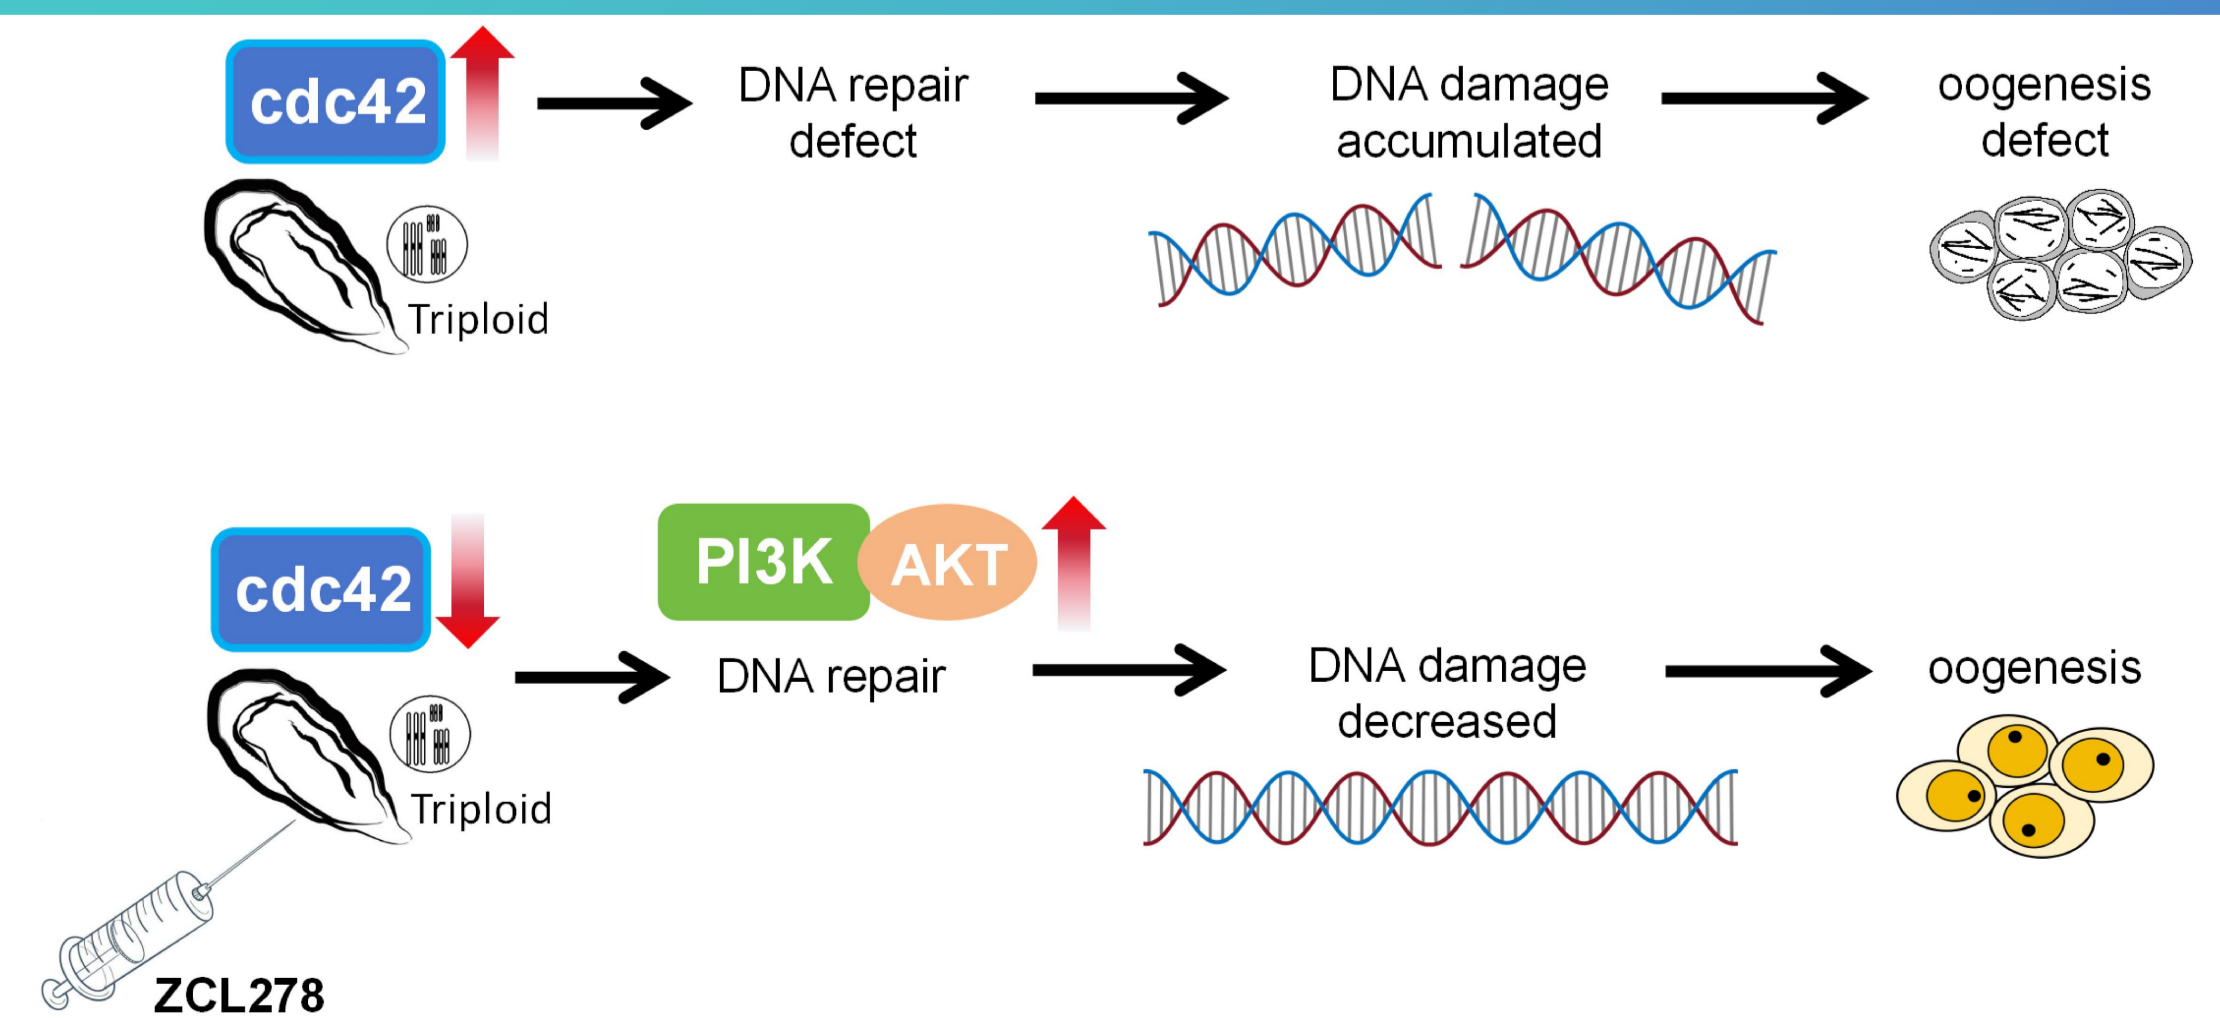 cdc42
DNA repair
defect
DNA damage
accumulated
oogenesis
defect
Triploid
cdc42
PI3K
AKT
DNA repair
DNA damage
decreased
oogenesis
Triploid
ZCL278